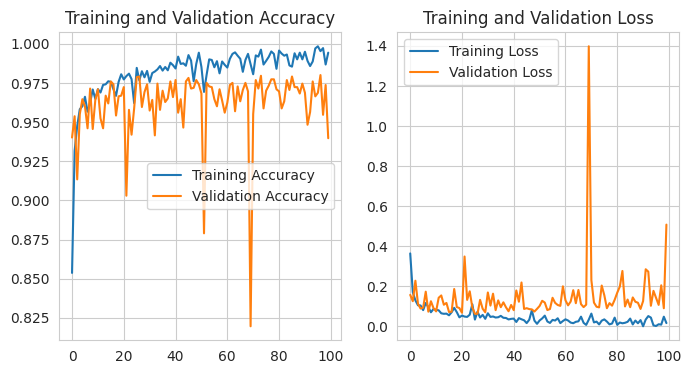 Training and Validation Accuracy
1.000
0.975
0.950
0.925
0.900
0.875
0.850
0.825
Training Accuracy
Validation Accuracy
0 20 40 60 80 100
Training and Validation Loss
1.4
1.2
1.0
0.8
0.6
0.4
0.2
0.0
Training Loss
Validation Loss
0 20 40 60 80 100